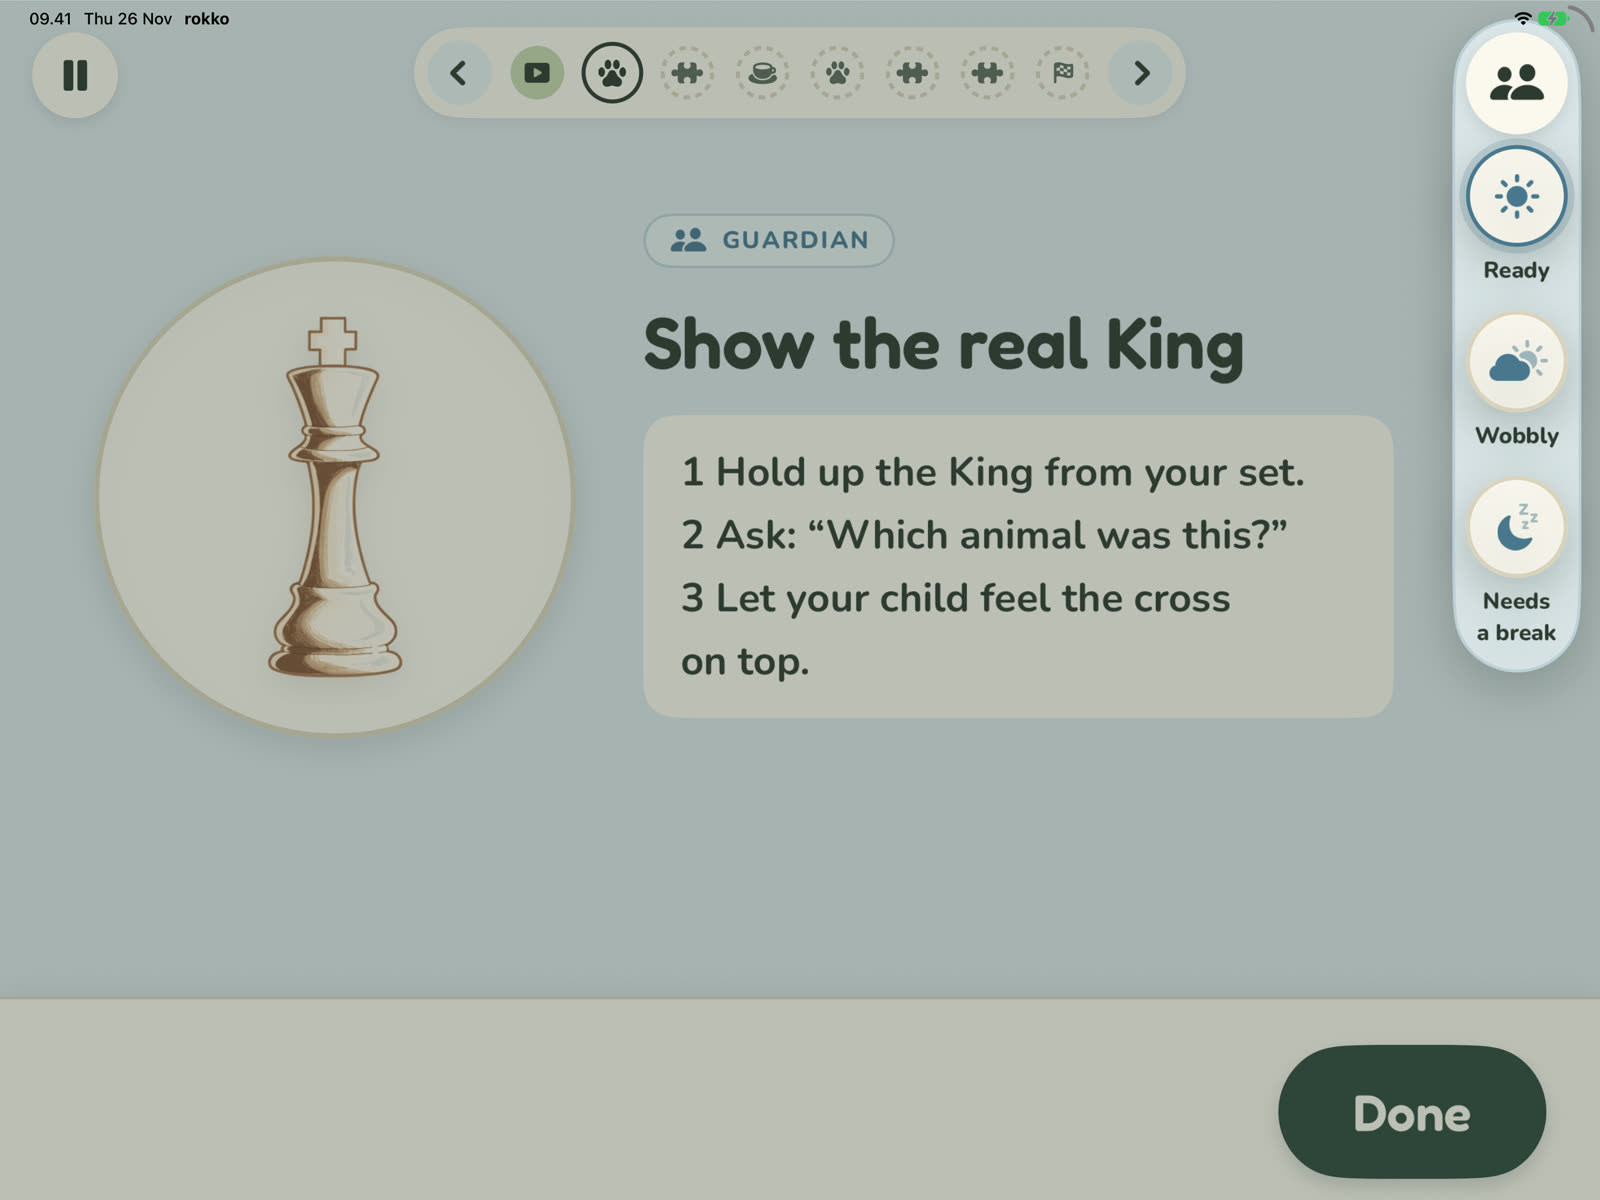 09.41 Thu 26 Nov rokko
GUARDIAN
Show the real King
1 Hold up the King from your set.
2 Ask: “Which animal was this?”
3 Let your child feel the cross
on top.
Ready
Wobbly
z z z
Needs
a break
Done